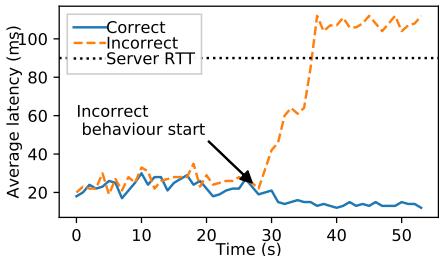 Average latency (ms)
100
80
60
40
20
Correct
Incorrect
Server RTT
Incorrect
behaviour start
0
10
20
30
40
50
Time (s)